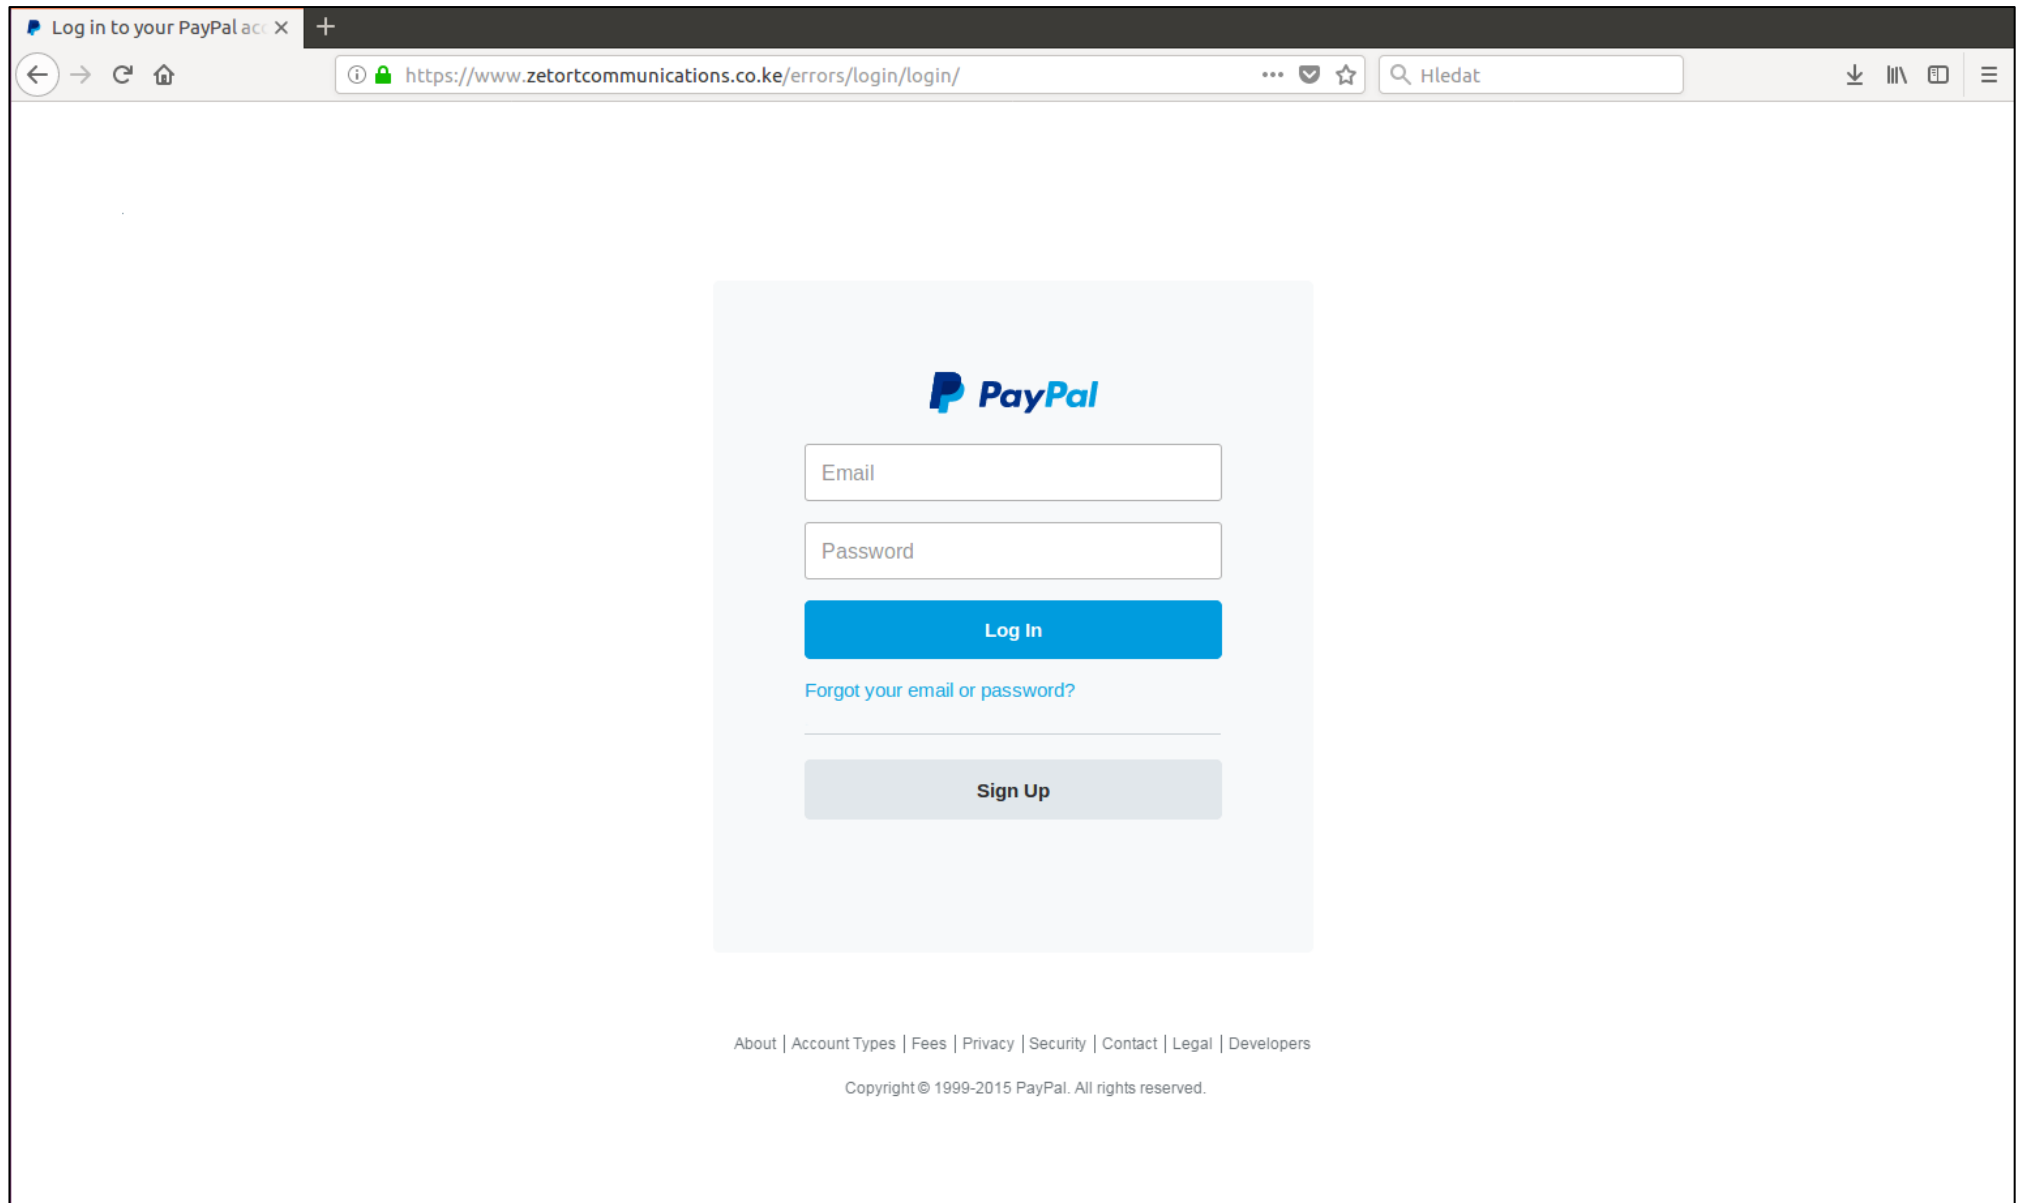 Log in to your PayPal acc
https://www.zetortcommunications.co.ke/errors/login/login/
Hledat
PayPal
Email
Password
Log In
Forgot your email or password?
Sign Up
About | Account Types | Fees | Privacy | Security | Contact | Legal | Developers
Copyright © 1999-2015 PayPal. All rights reserved.